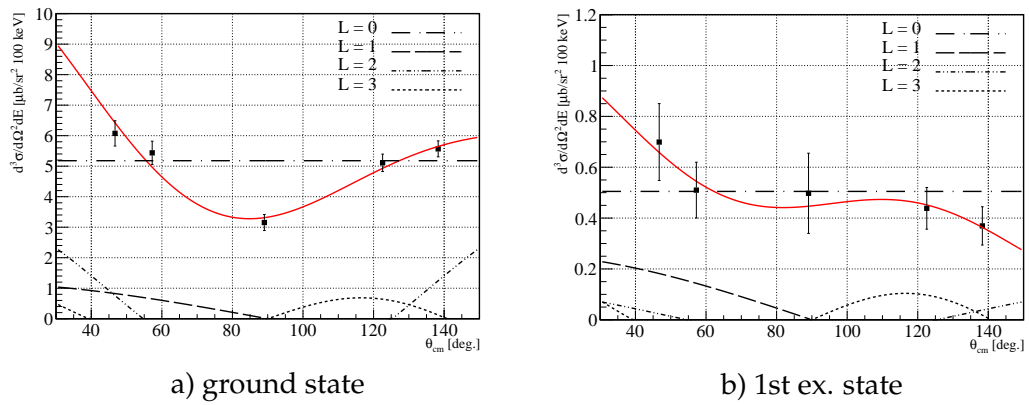 10
9
8
7
6
5
4
3
2
1
0
d³σ/dΩ²dE [μb/sr² 100 keV]
L = 0
L = 1
L = 2
L = 3
40 60 80 100 120 140
θcm [deg.]
a) ground state
1.2
1
0.8
0.6
0.4
0.2
0
d³σ/dΩ²dE [μb/sr² 100 keV]
L = 0
L = 1
L = 2
L = 3
40 60 80 100 120 140
θcm [deg.]
b) 1st ex. state